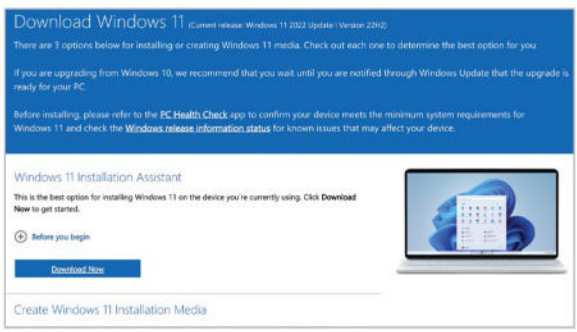 Download Windows 11 (Current release: Windows 11 2022 Update | Version 22H2)
There are 3 options below for installing or creating Windows 11 media. Check out each one to determine the best option for you.
If you are upgrading from Windows 10, we recommend that you wait until you are notified through Windows Update that the upgrade is
ready for your PC.
Before installing, please refer to the PC Health Check app to confirm your device meets the minimum system requirements for
Windows 11 and check the Windows release information status for known issues that may affect your device.
Windows 11 Installation Assistant
This is the best option for installing Windows 11 on the device you're currently using. Click Download
Now to get started.
Before you begin
Download Now
Create Windows 11 Installation Media